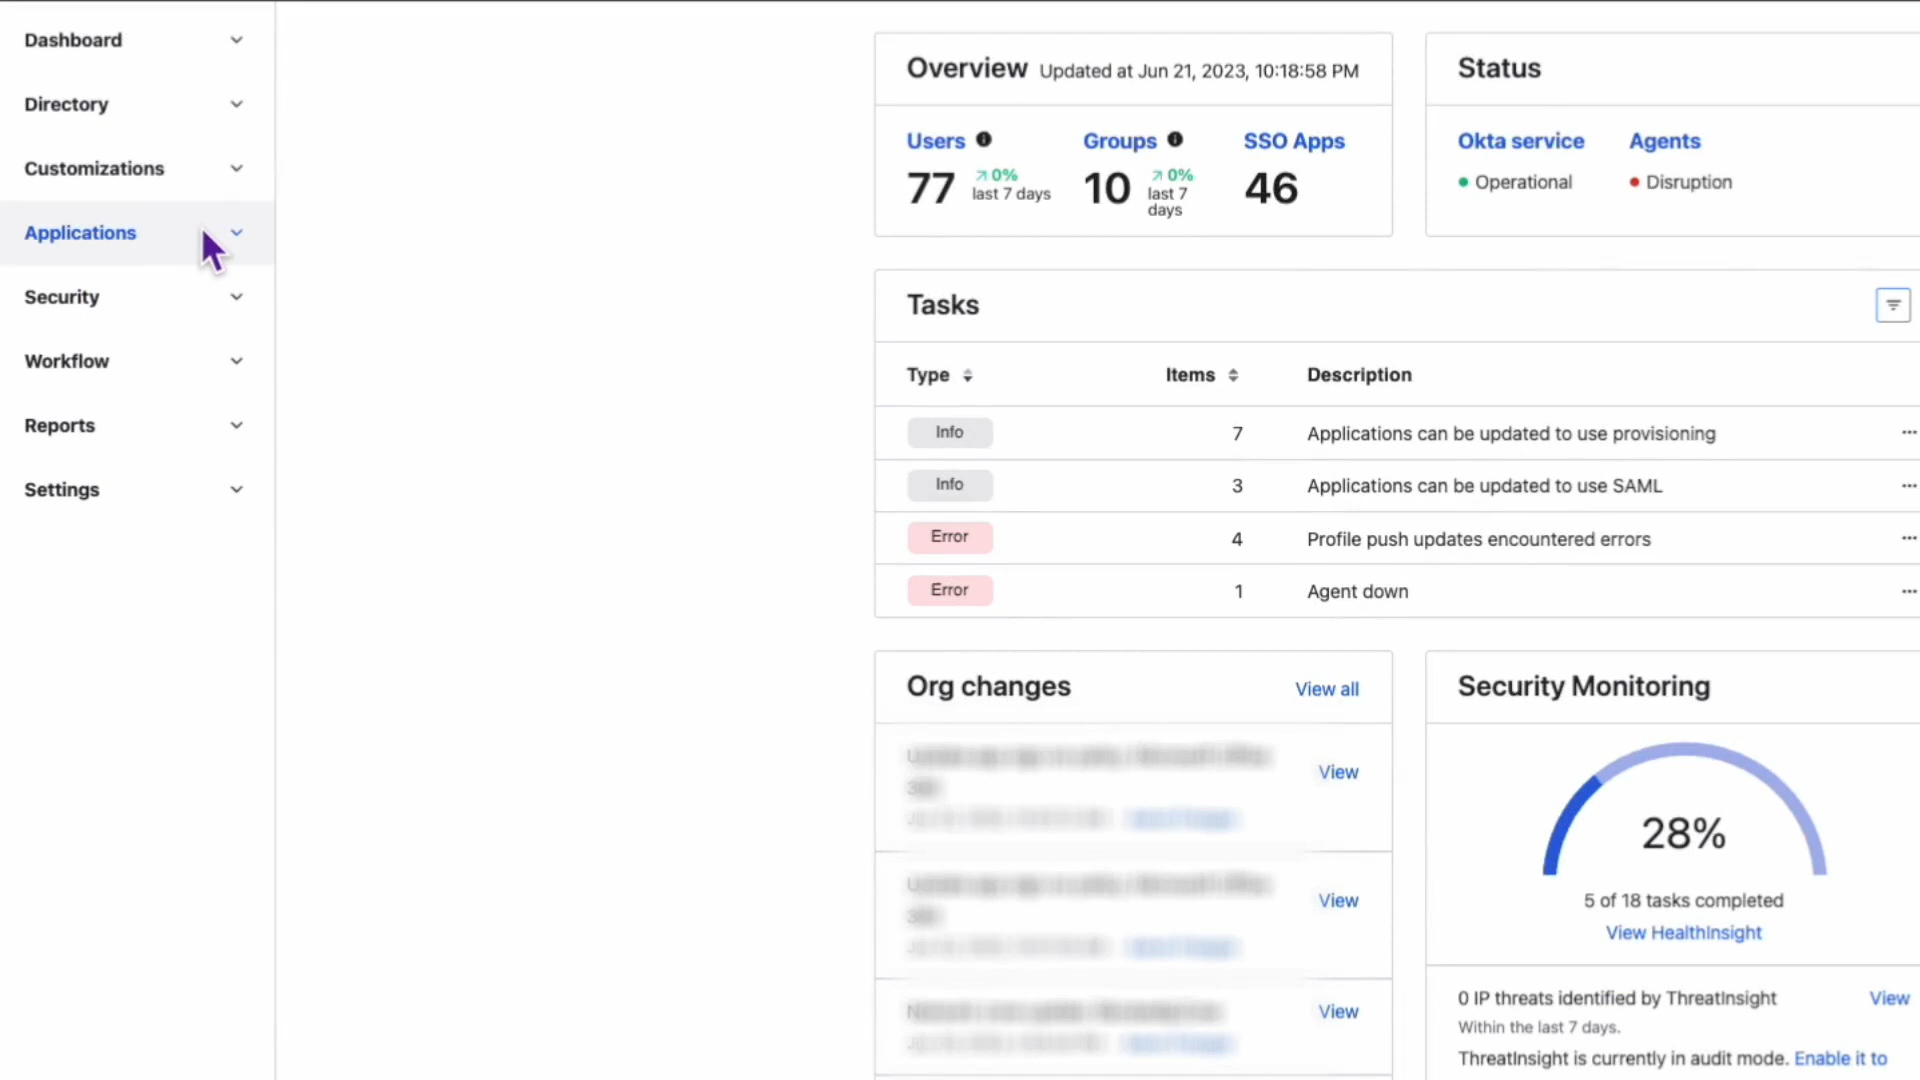 Dashboard
Directory
Customizations
Applications
Security
Workflow
Reports
Settings
Overview Updated at Jun 21, 2023, 10:18:58 PM
Users Groups SSO Apps
77 0% last 7 days
10 0% last 7 days
46
Status
Okta service Agents
Operational Disruption
Tasks
Type Items Description
Info 7 Applications can be updated to use provisioning
Info 3 Applications can be updated to use SAML
Error 4 Profile push updates encountered errors
Error 1 Agent down
Org changes View all
View
View
View
Security Monitoring
28%
5 of 18 tasks completed
View HealthInsight
0 IP threats identified by ThreatInsight View
Within the last 7 days.
ThreatInsight is currently in audit mode. Enable it to